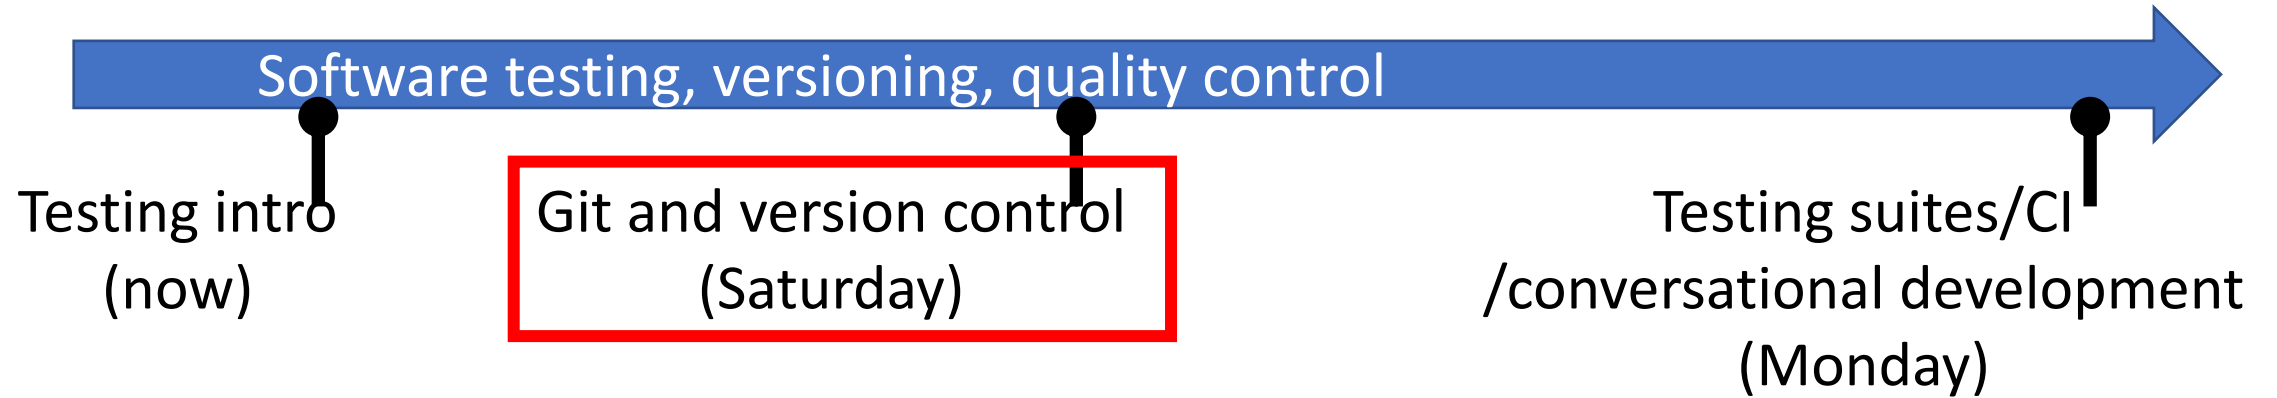 Software testing, versioning, quality control
Testing intro
(now)
Git and version control
(Saturday)
Testing suites/CI
/conversational development
(Monday)